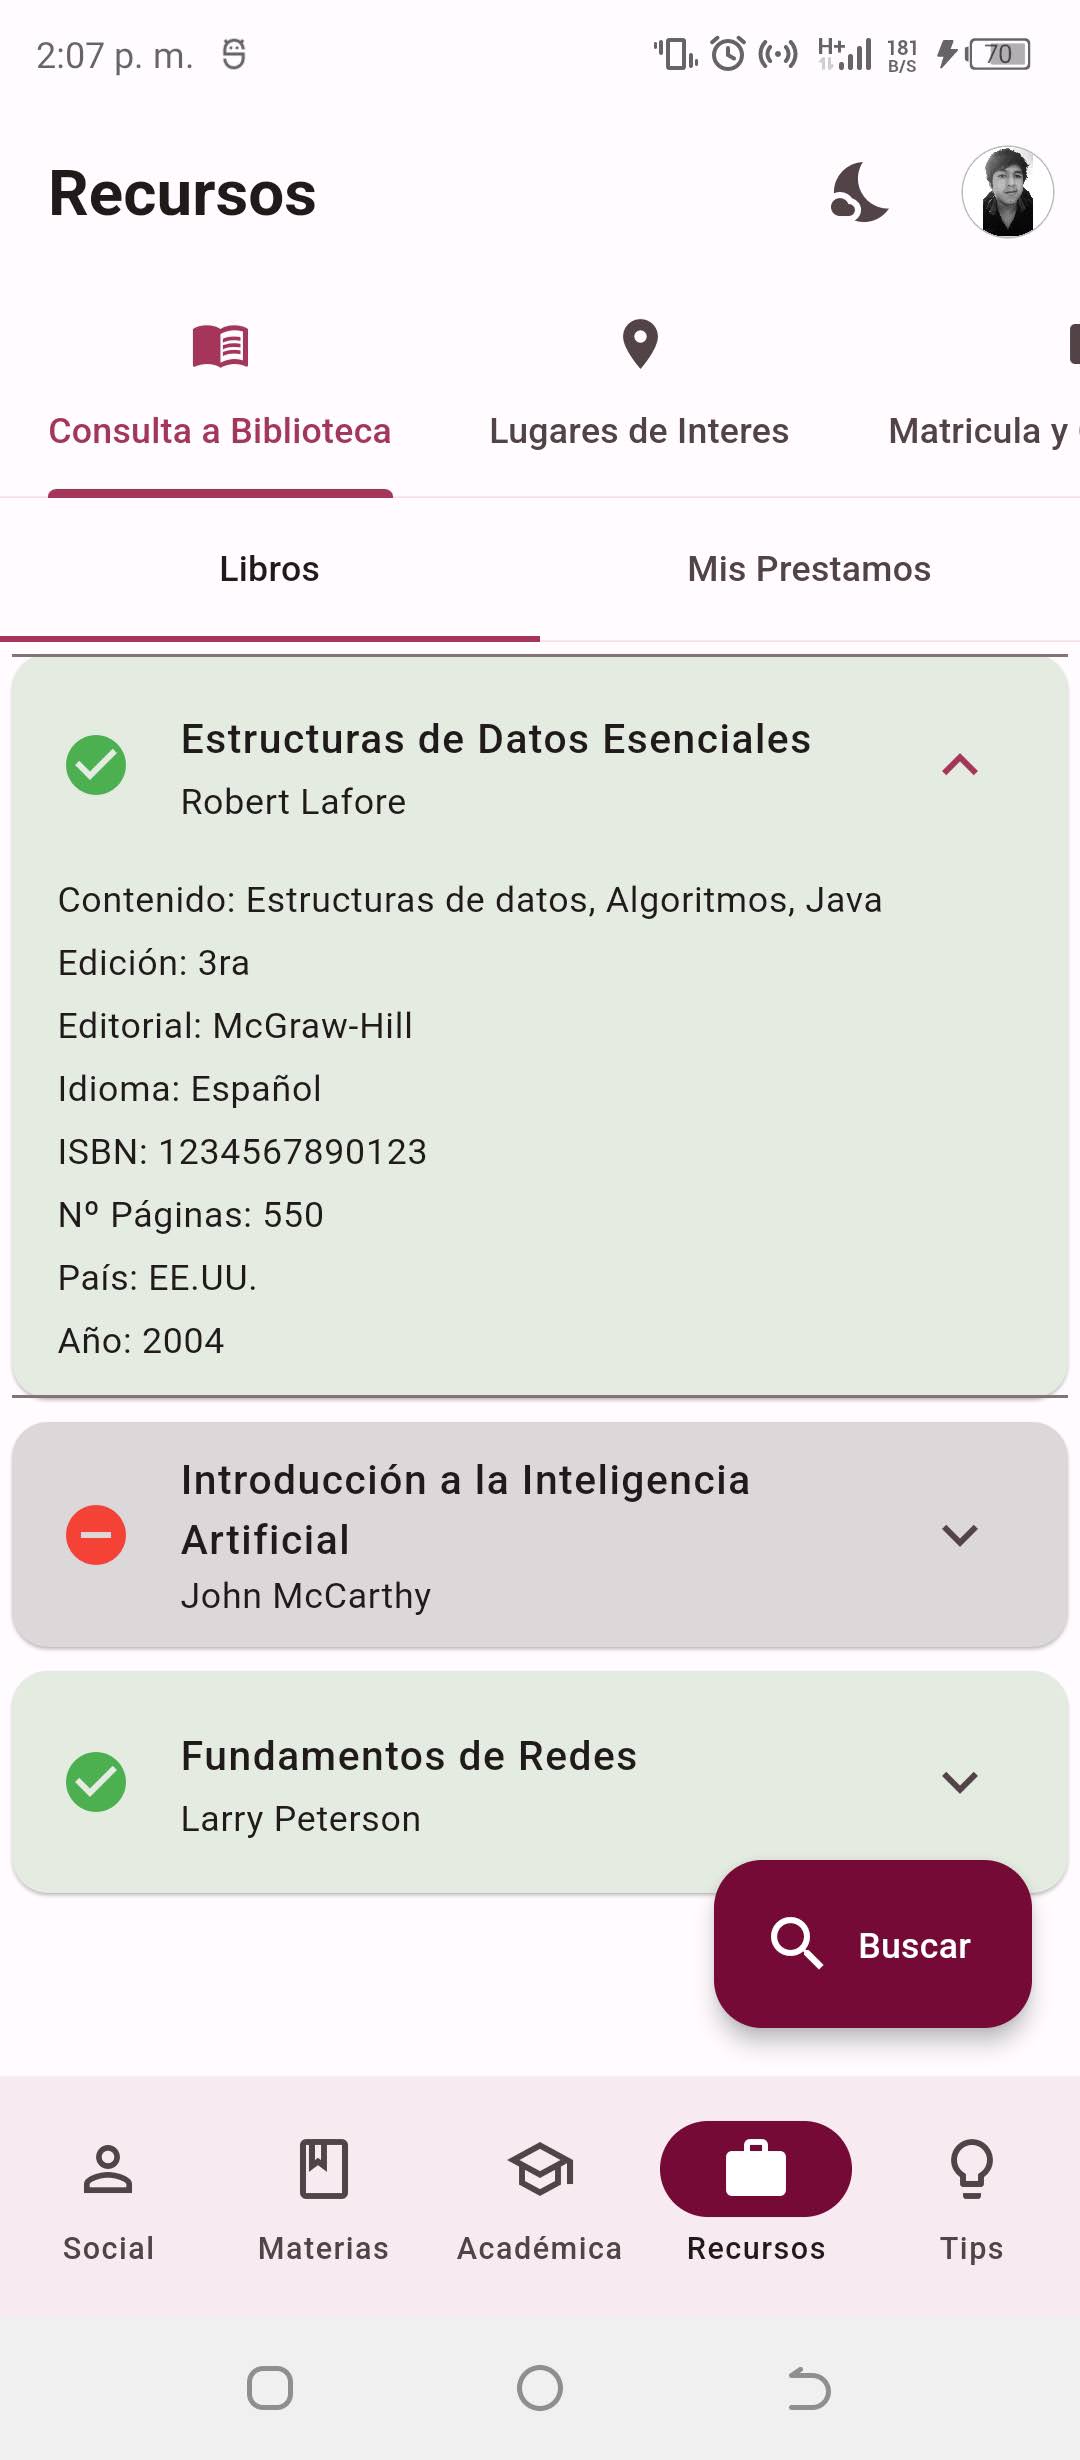 2:07 p. m.
H+
181
B/S
70
Recursos
Consulta a Biblioteca
Lugares de Interes
Matricula y
Libros
Mis Prestamos
Estructuras de Datos Esenciales
Robert Lafore
Contenido: Estructuras de datos, Algoritmos, Java
Edición: 3ra
Editorial: McGraw-Hill
Idioma: Español
ISBN: 1234567890123
Nº Páginas: 550
País: EE.UU.
Año: 2004
Introducción a la Inteligencia
Artificial
John McCarthy
Fundamentos de Redes
Larry Peterson
Buscar
Social
Materias
Académica
Recursos
Tips